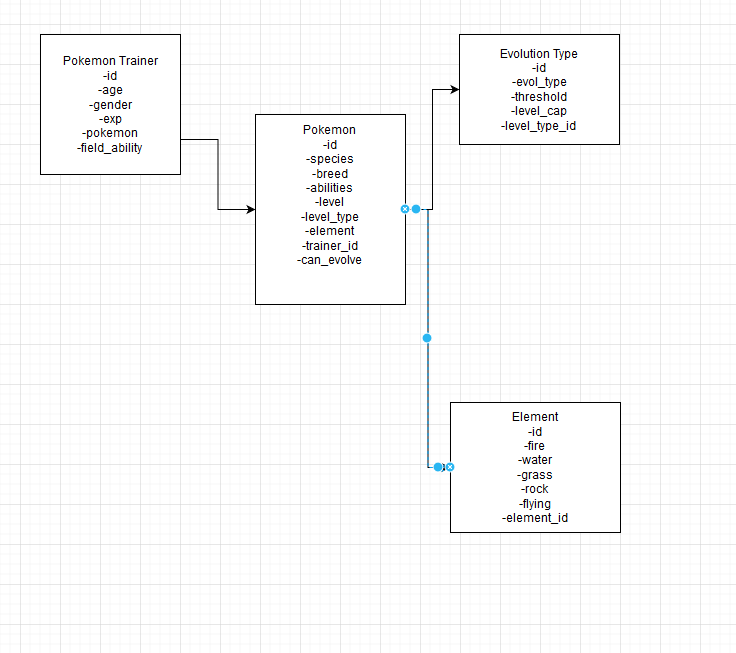 Pokemon Trainer
-id
-age
-gender
-exp
-pokemon
-field_ability
Pokemon
-id
-species
-breed
-abilities
-level
-level_type
-element
-trainer_id
-can_evolve
Evolution Type
-id
-evol_type
-threshold
-level_cap
-level_type_id
Element
-id
-fire
-water
-grass
-rock
-flying
-element_id